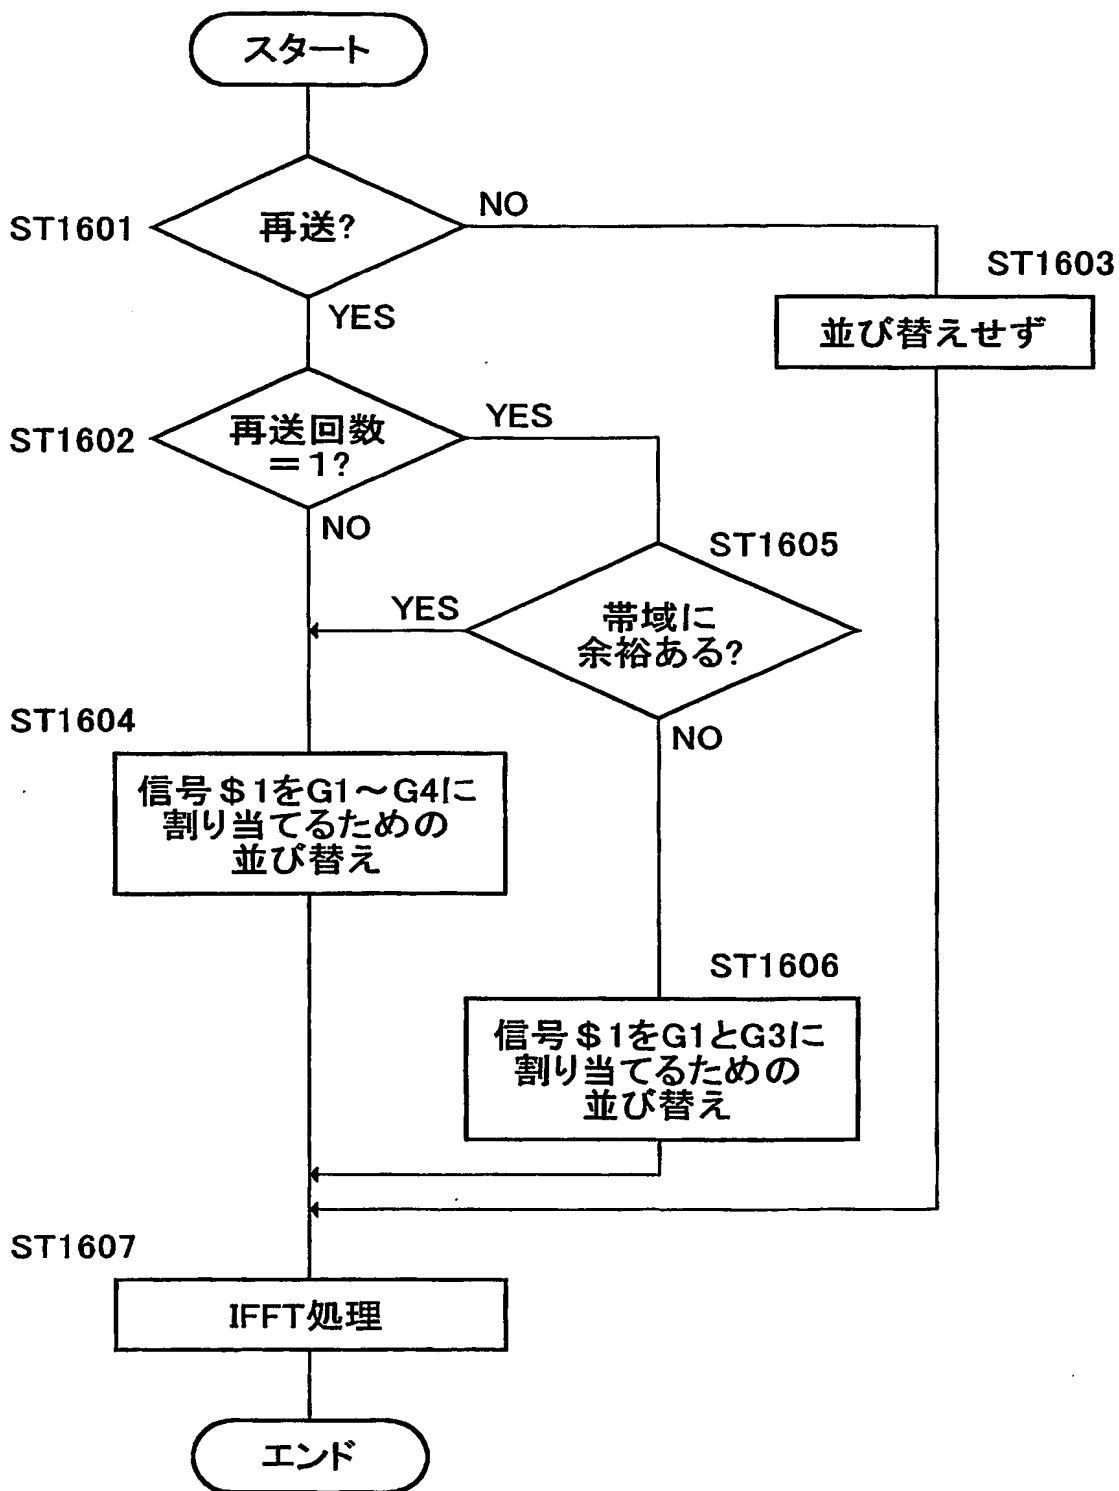 スタート
ST1601
再送?
NO
YES
ST1603
並び替えせず
ST1602
再送回数
=1?
YES
NO
ST1605
帯域に
余裕ある?
YES
NO
ST1604
信号$1をG1~G4に
割り当てるための
並び替え
ST1606
信号$1をG1とG3に
割り当てるための
並び替え
ST1607
IFFT処理
エンド